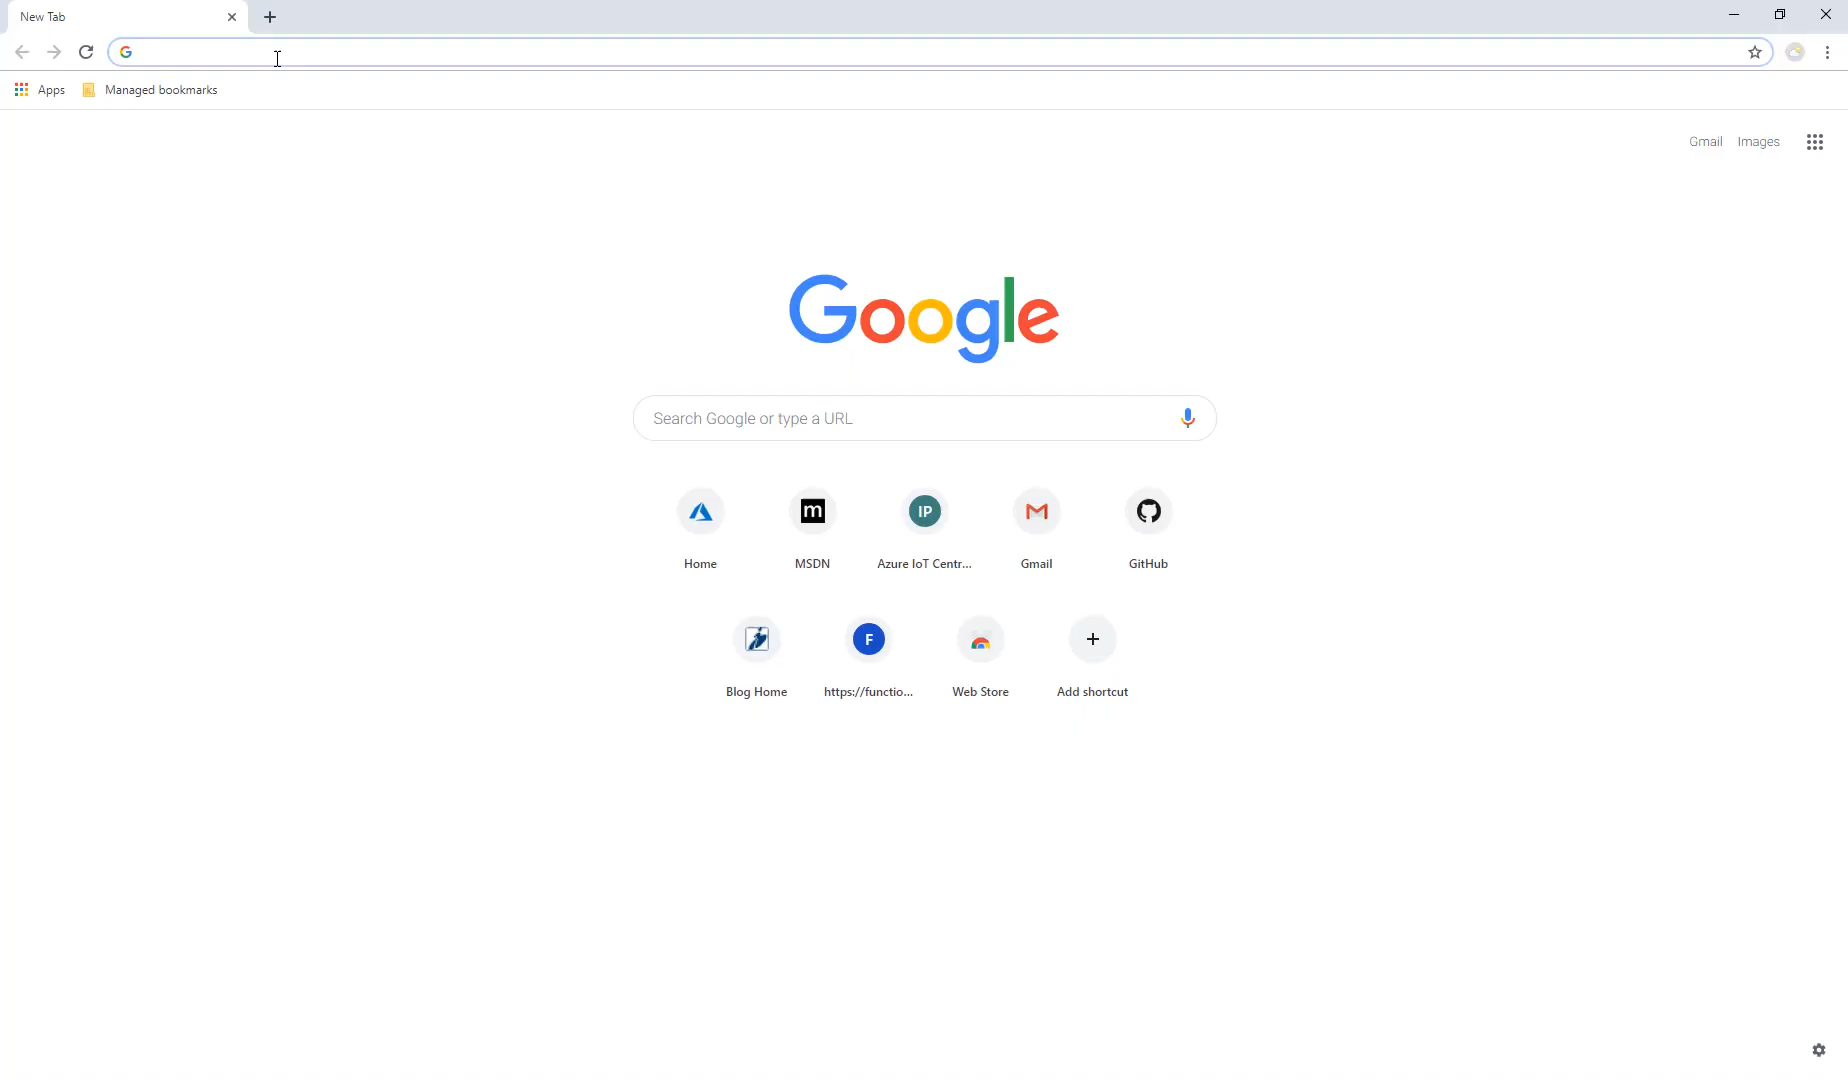 New Tab
Apps
Managed bookmarks
Gmail
Images
Google
Search Google or type a URL
m
IP
Home
MSDN
Azure IoT Centr...
Gmail
GitHub
F
Blog Home
https://functio...
Web Store
Add shortcut